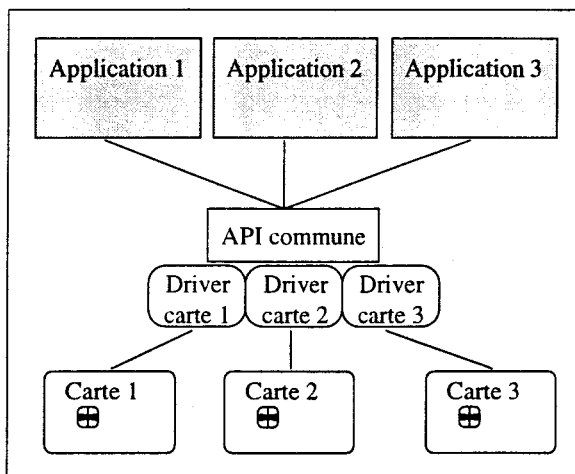 Application 1 Application 2 Application 3
API commune
Driver Driver Driver
carte 1 carte 2 carte 3
Carte 1 Carte 2 Carte 3